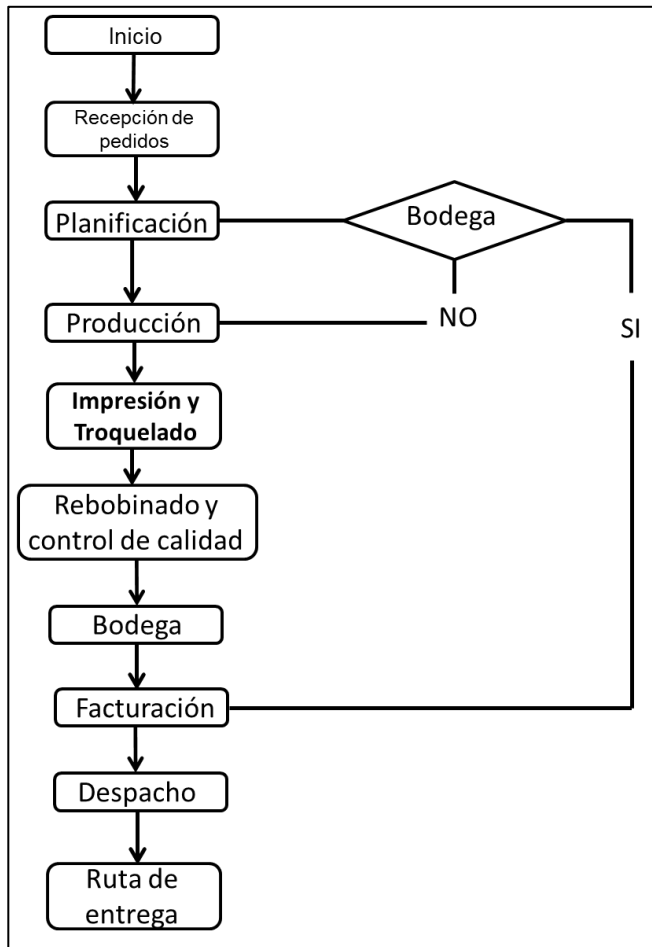 Inicio
Recepción de
pedidos
Planificación
Bodega
Producción
NO
SI
Impresión y
Troquelado
Rebobinado y
control de calidad
Bodega
Facturación
Despacho
Ruta de
entrega